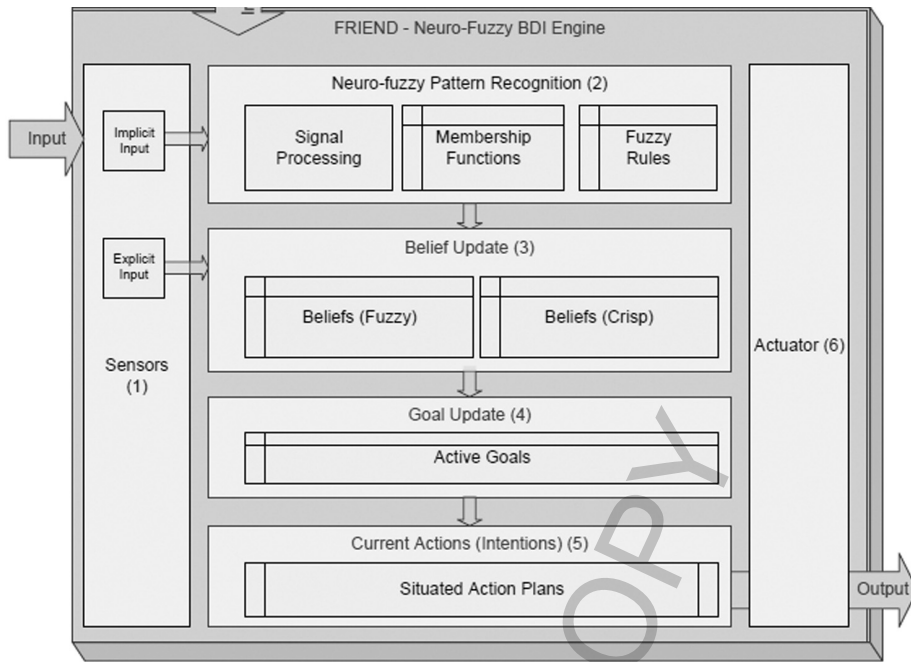 FRIEND - Neuro-Fuzzy BDI Engine
Input
Sensors
(1)
Implicit
Input
Explicit
Input
Neuro-fuzzy Pattern Recognition (2)
Signal
Processing
Membership
Functions
Fuzzy
Rules
Belief Update (3)
Beliefs (Fuzzy)
Beliefs (Crisp)
Goal Update (4)
Active Goals
Current Actions (Intentions) (5)
Situated Action Plans
Actuator (6)
Output
OPY